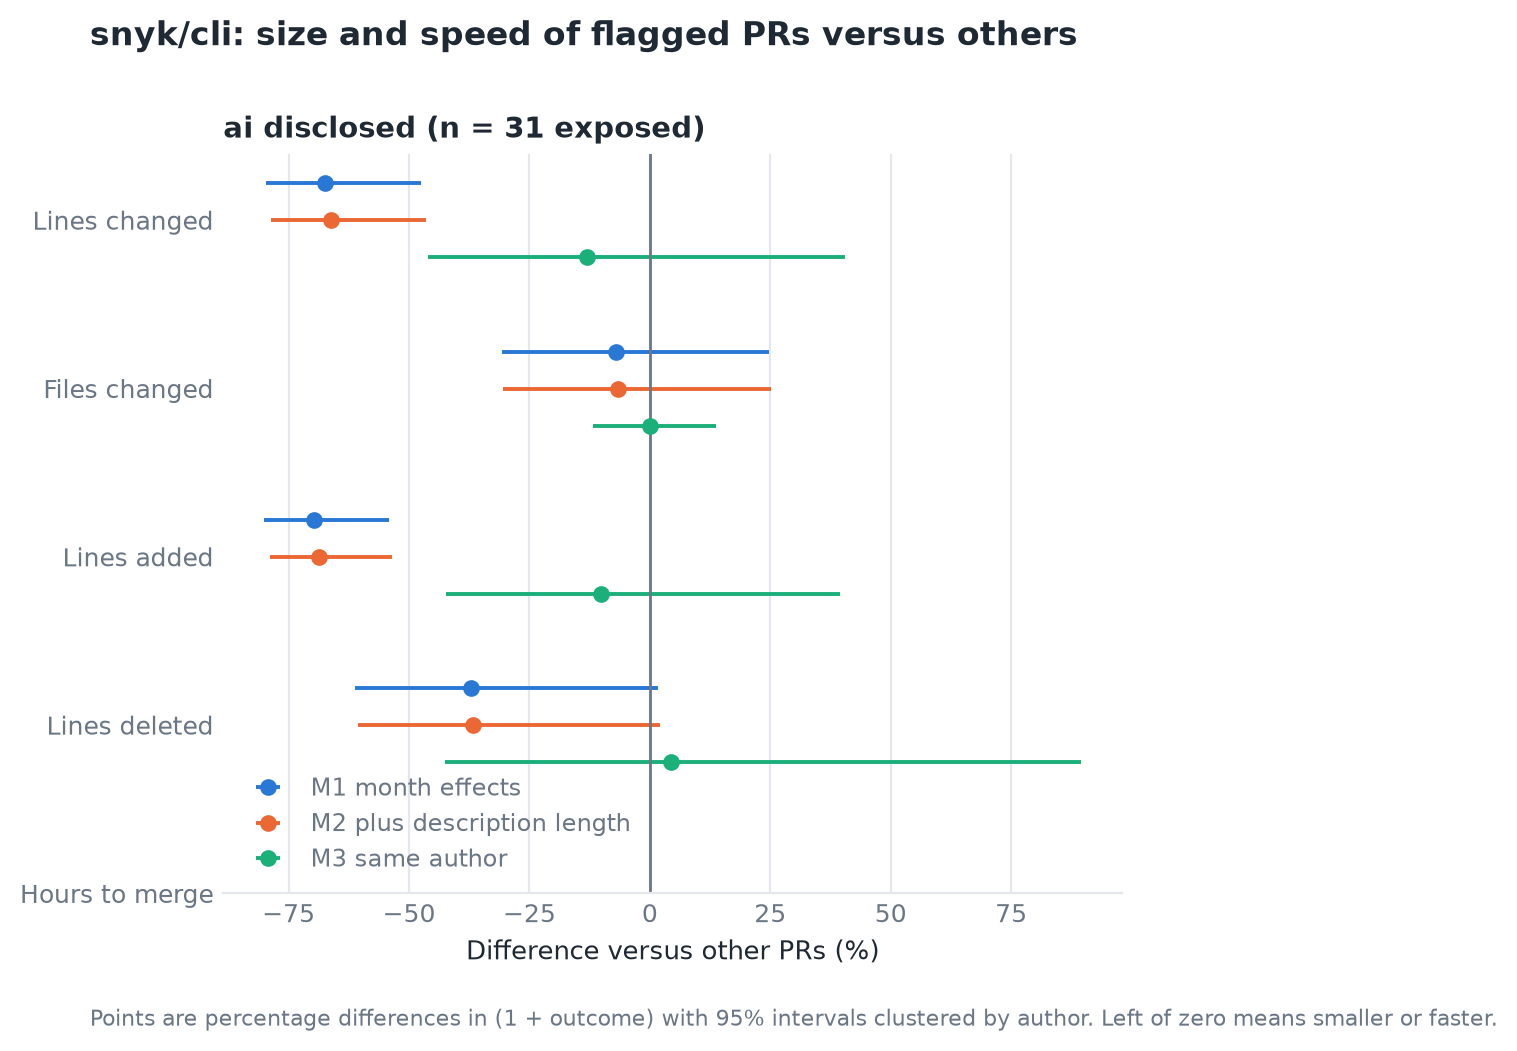 snyk/cli: size and speed of flagged PRs versus others
ai disclosed (n = 31 exposed)
Lines changed
Files changed
Lines added
Lines deleted
M1 month effects
M2 plus description length
M3 same author
Hours to merge
−75 −50 −25 0 25 50 75
Difference versus other PRs (%)
Points are percentage differences in (1 + outcome) with 95% intervals clustered by author. Left of zero means smaller or faster.